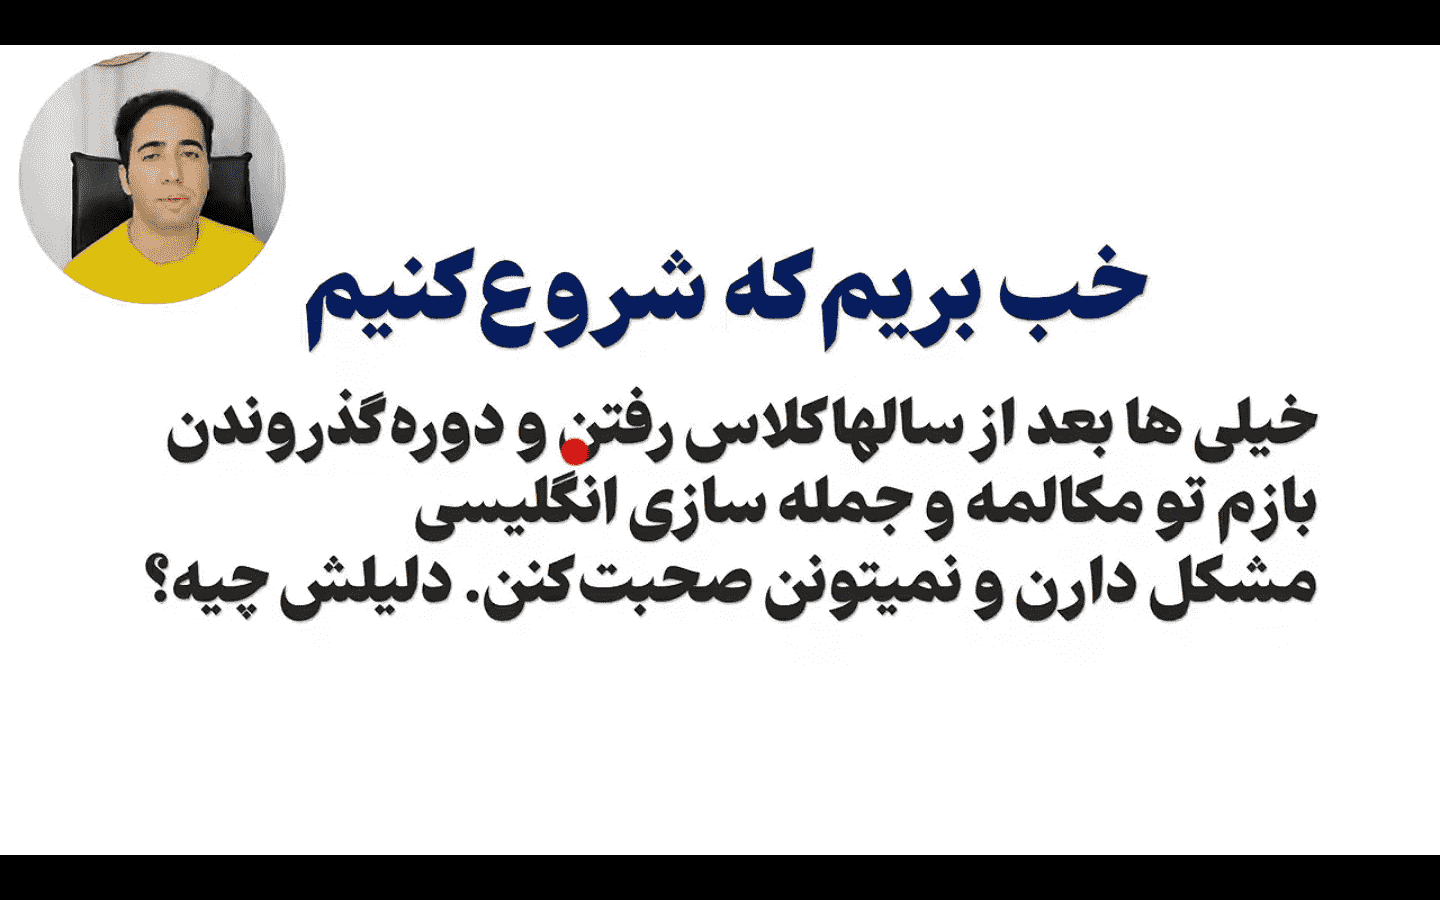 خب بریم که شروع کنیم
خیلی ها بعد از سالها کلاس رفتن و دوره گذروندن
بازم تو مکالمه و جمله سازی انگلیسی
مشکل دارن و نمیتونن صحبت کنن. دلیلش چیه؟